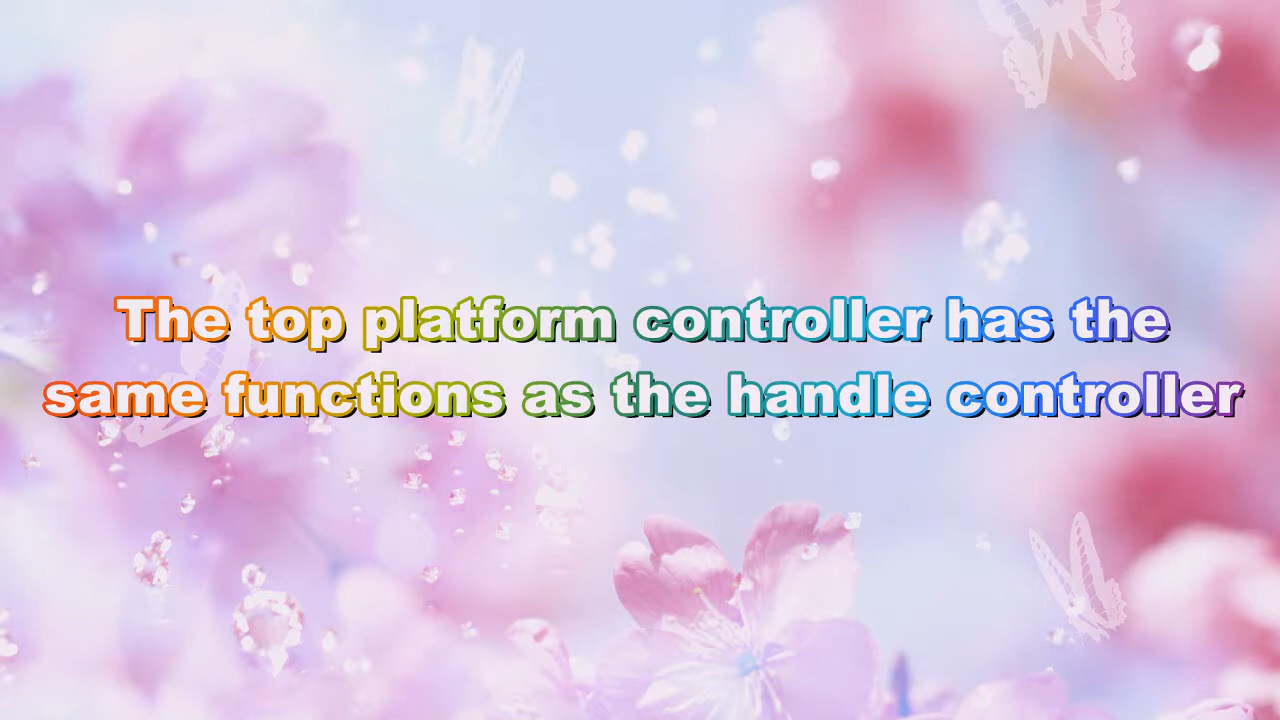 The top platform controller has the
same functions as the handle controller